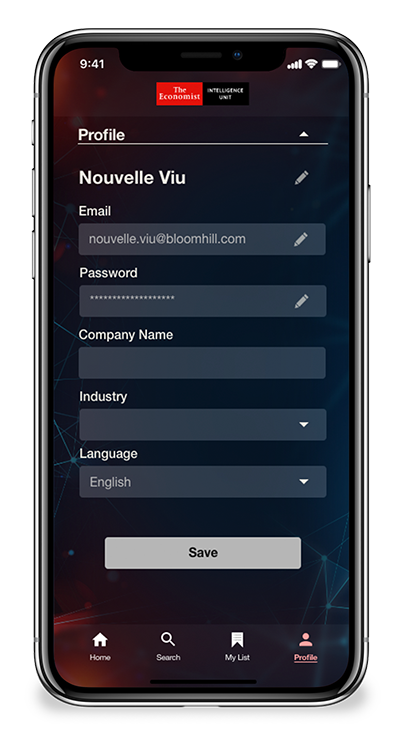 9:41
The
Economist
INTELLIGENCE
UNIT
Profile
Nouvelle Viu
Email
nouvelle.viu@bloomhill.com
Password
*******************
Company Name
Industry
Language
English
Save
Home
Search
My List
Profile